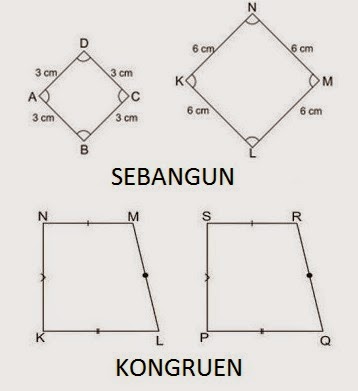 D
3 cm 3 cm
A C
3 cm 3 cm
B
N
6 cm 6 cm
K M
6 cm 6 cm
L
SEBANGUN
N M
K L
S R
P Q
KONGRUEN